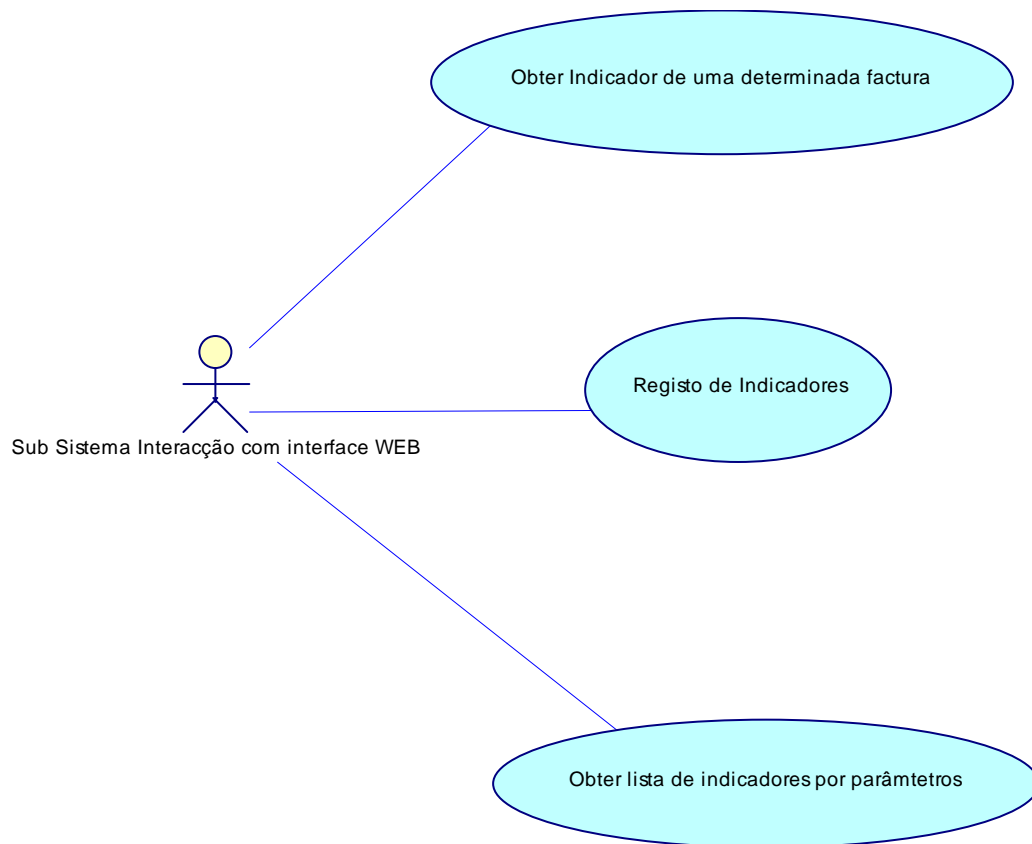 Obter Indicador de uma determinada factura
Registo de Indicadores
Sub Sistema Interacção com interface WEB
Obter lista de indicadores por parâmtetros